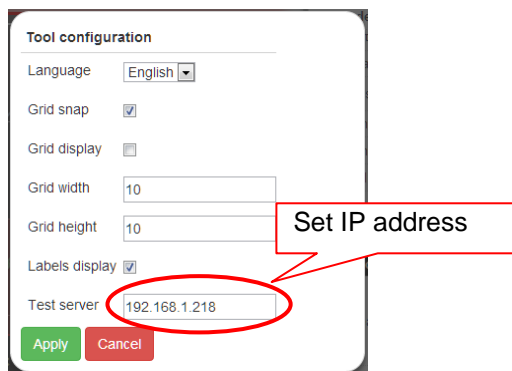 Tool configuration
Language English
Grid snap
Grid display
Grid width 10
Grid height 10
Set IP address
Labels display
Test server 192.168.1.218
Apply Cancel